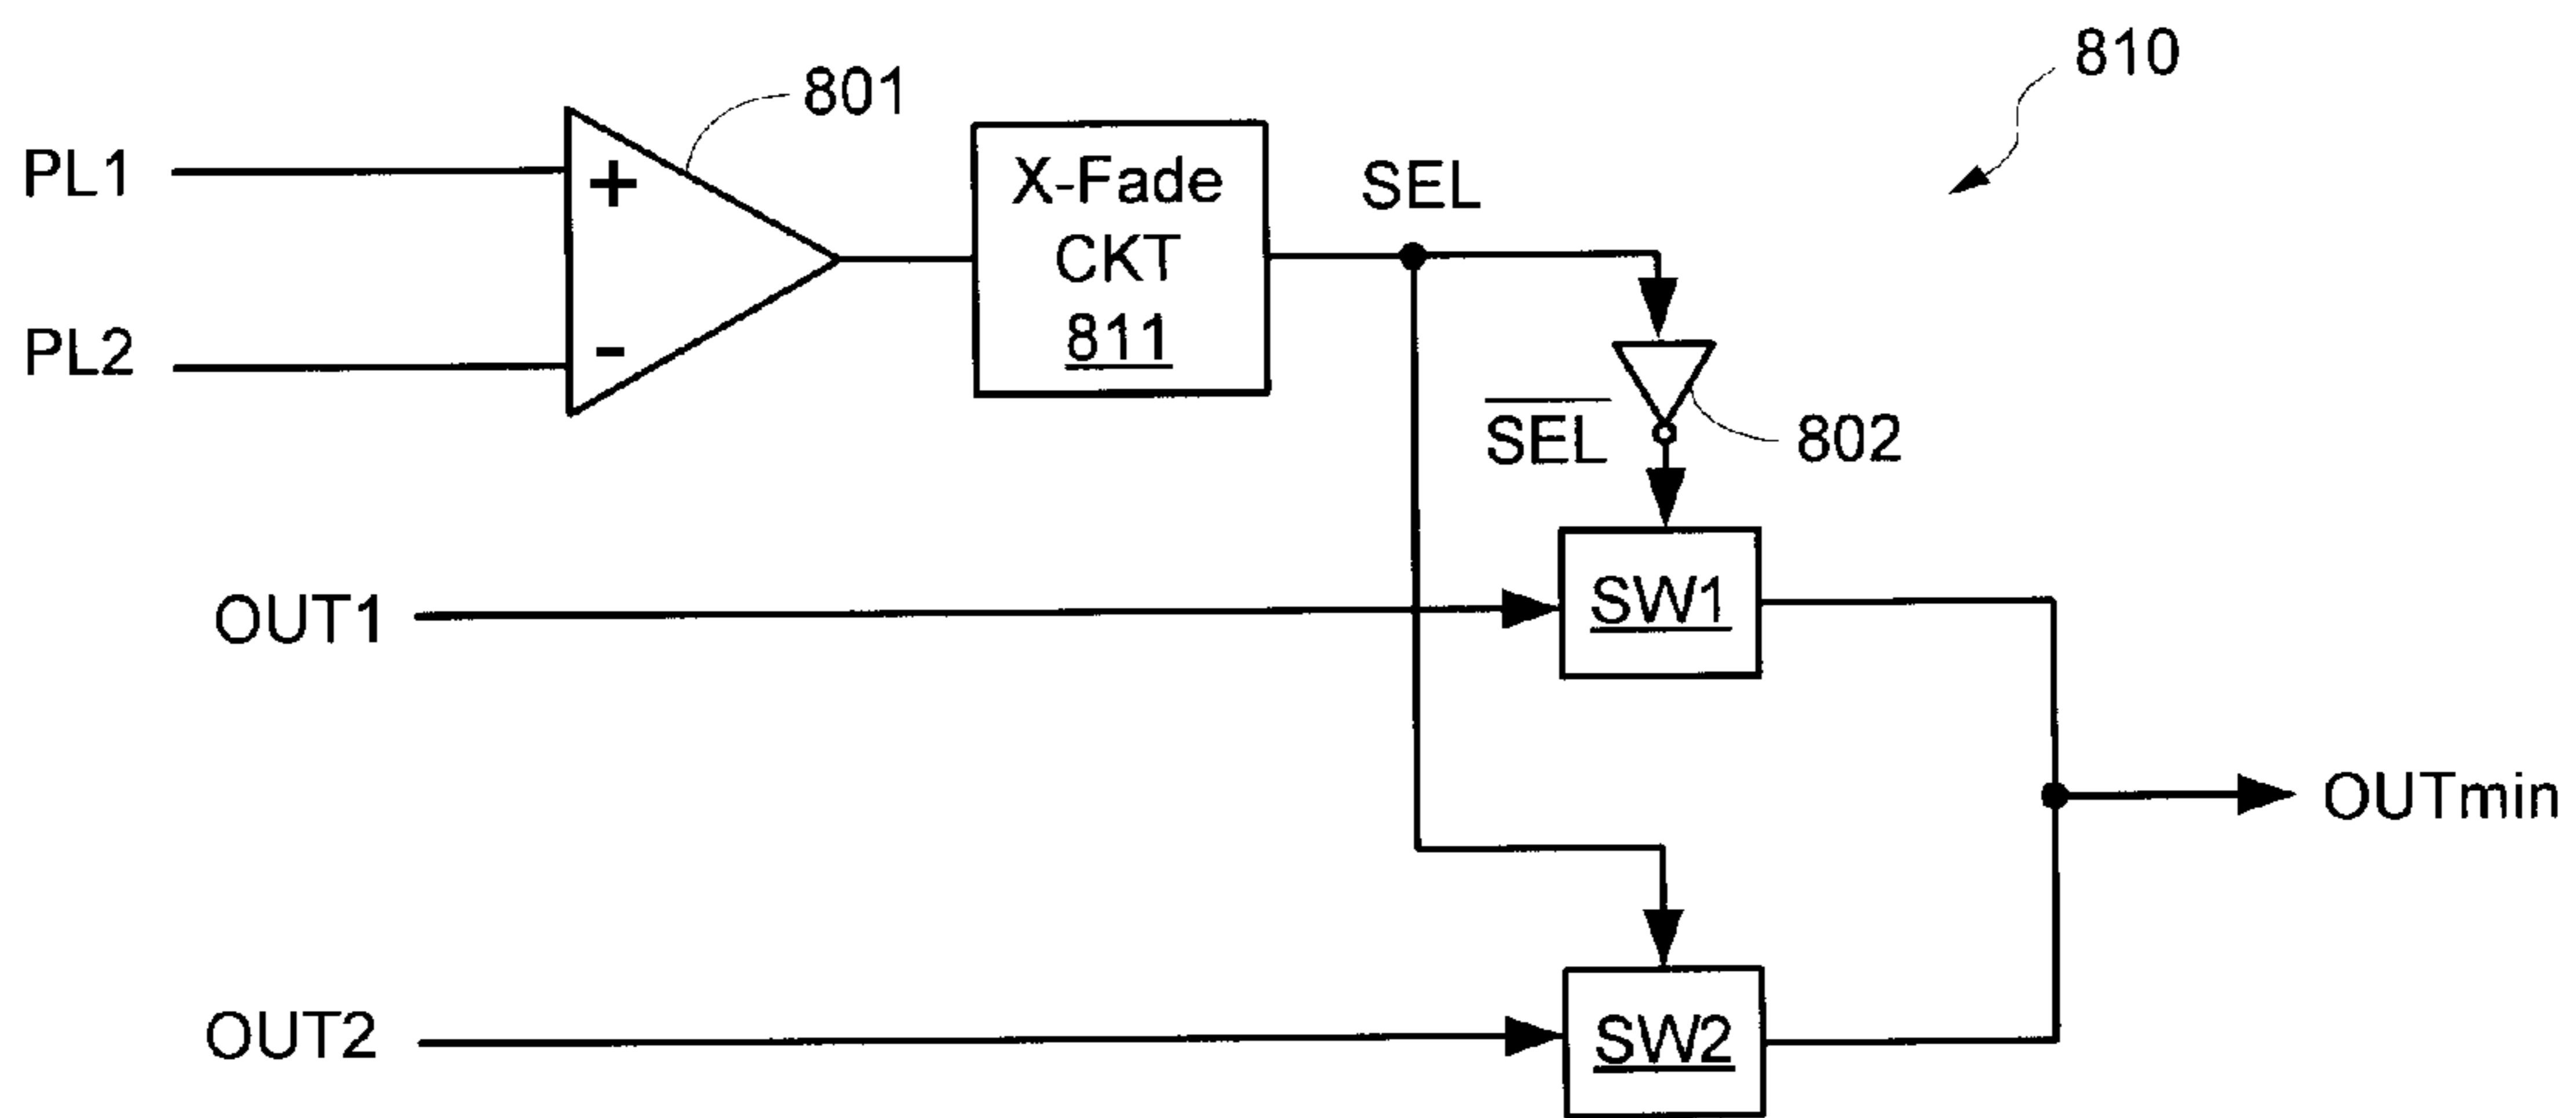 810
801
PL1
+
X-Fade
CKT
811
SEL
PL2
-
SEL
802
OUT1
SW1
OUTmin
OUT2
SW2